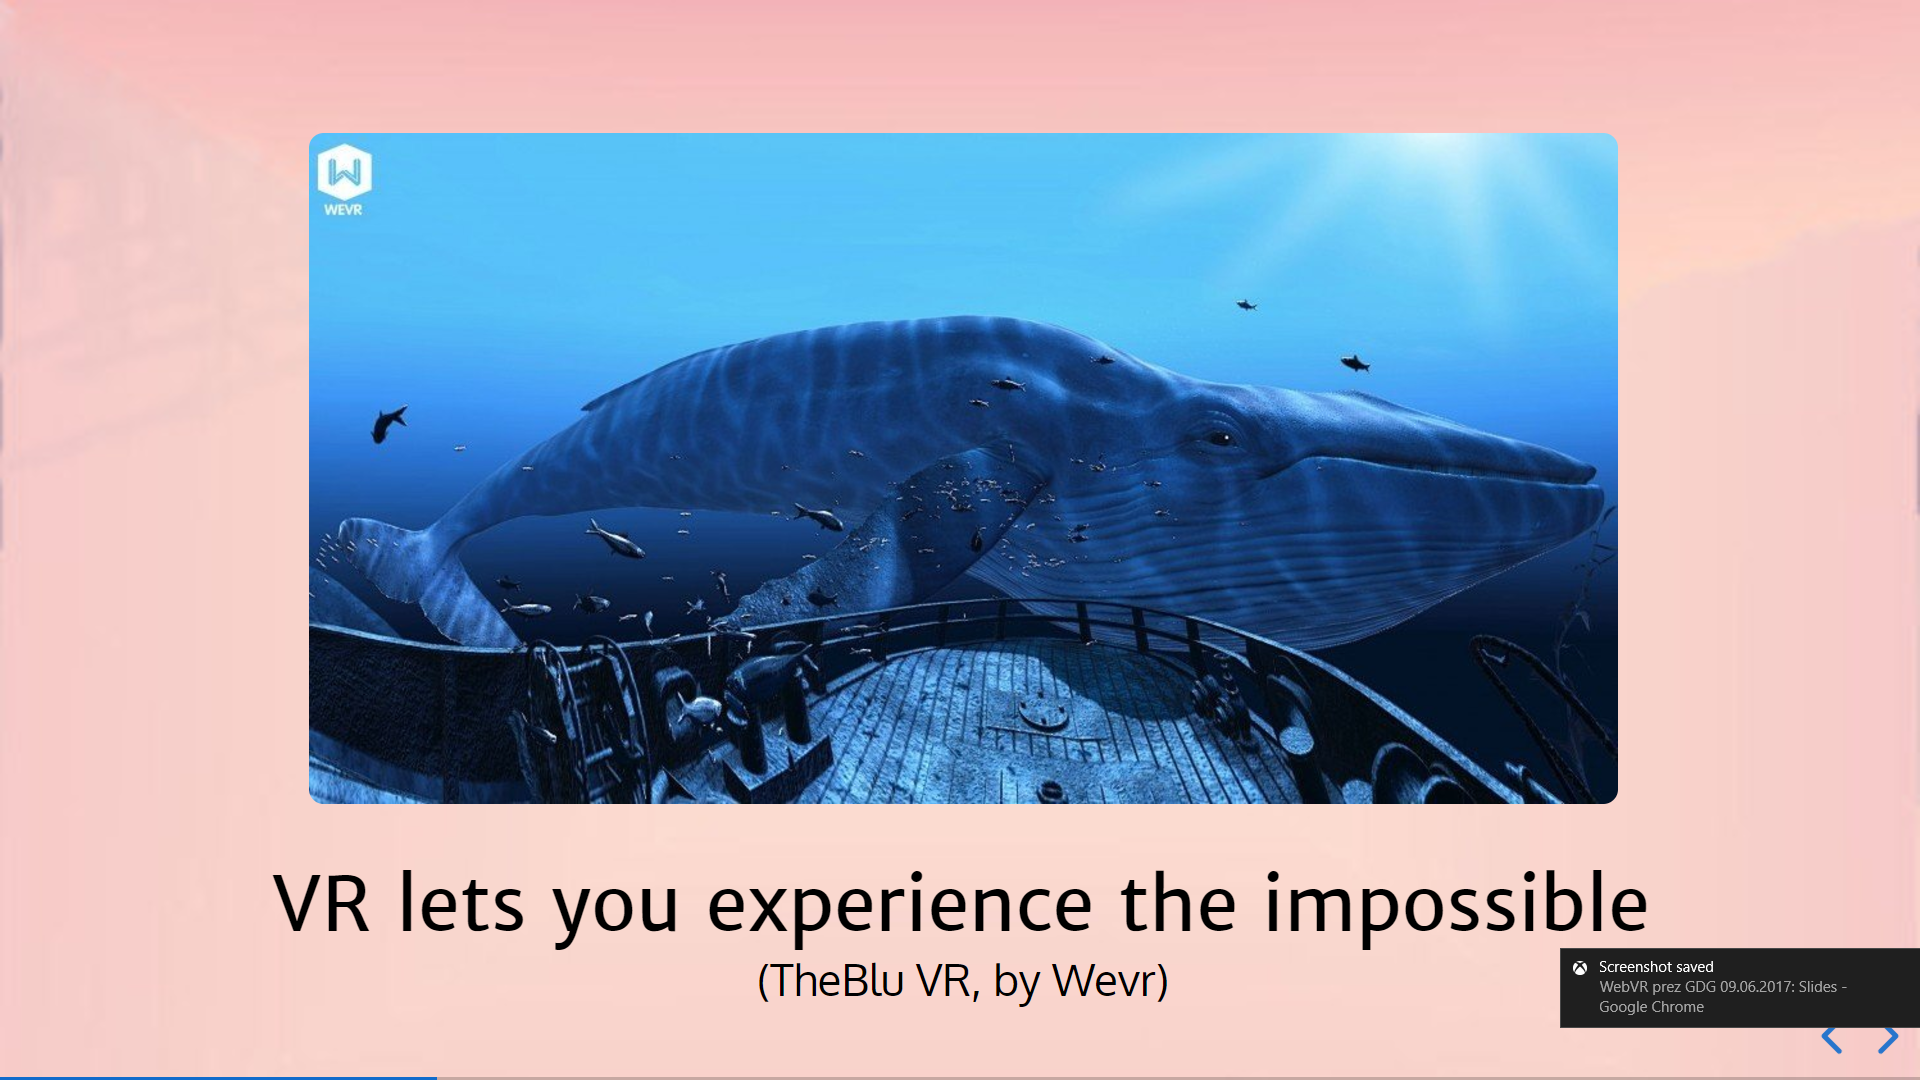 WEVR
VR lets you experience the impossible
(TheBlu VR, by Wevr)
Screenshot saved
WebVR prez GDG 09.06.2017: Slides -
Google Chrome